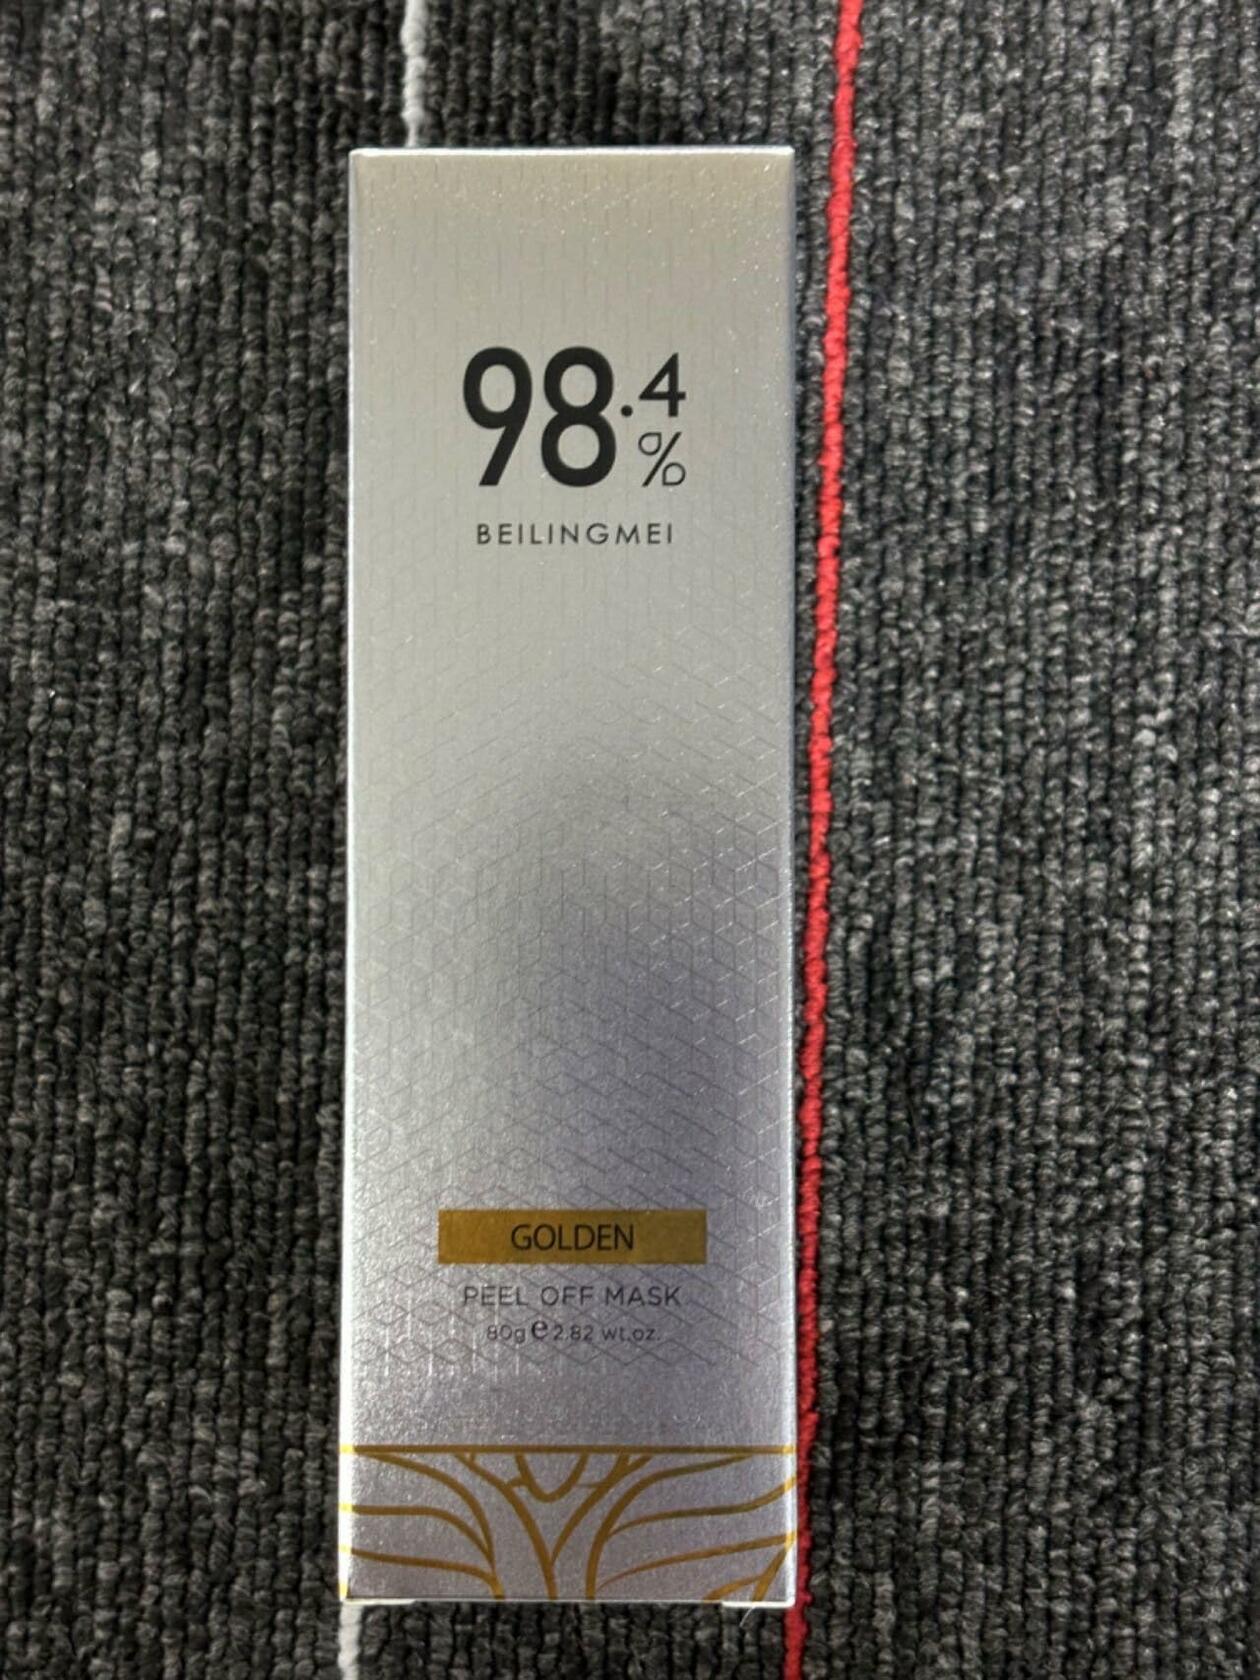 98.4%
BEILINGMEI
GOLDEN
PEEL OFF MASK
80g e 2.82 wt.oz.